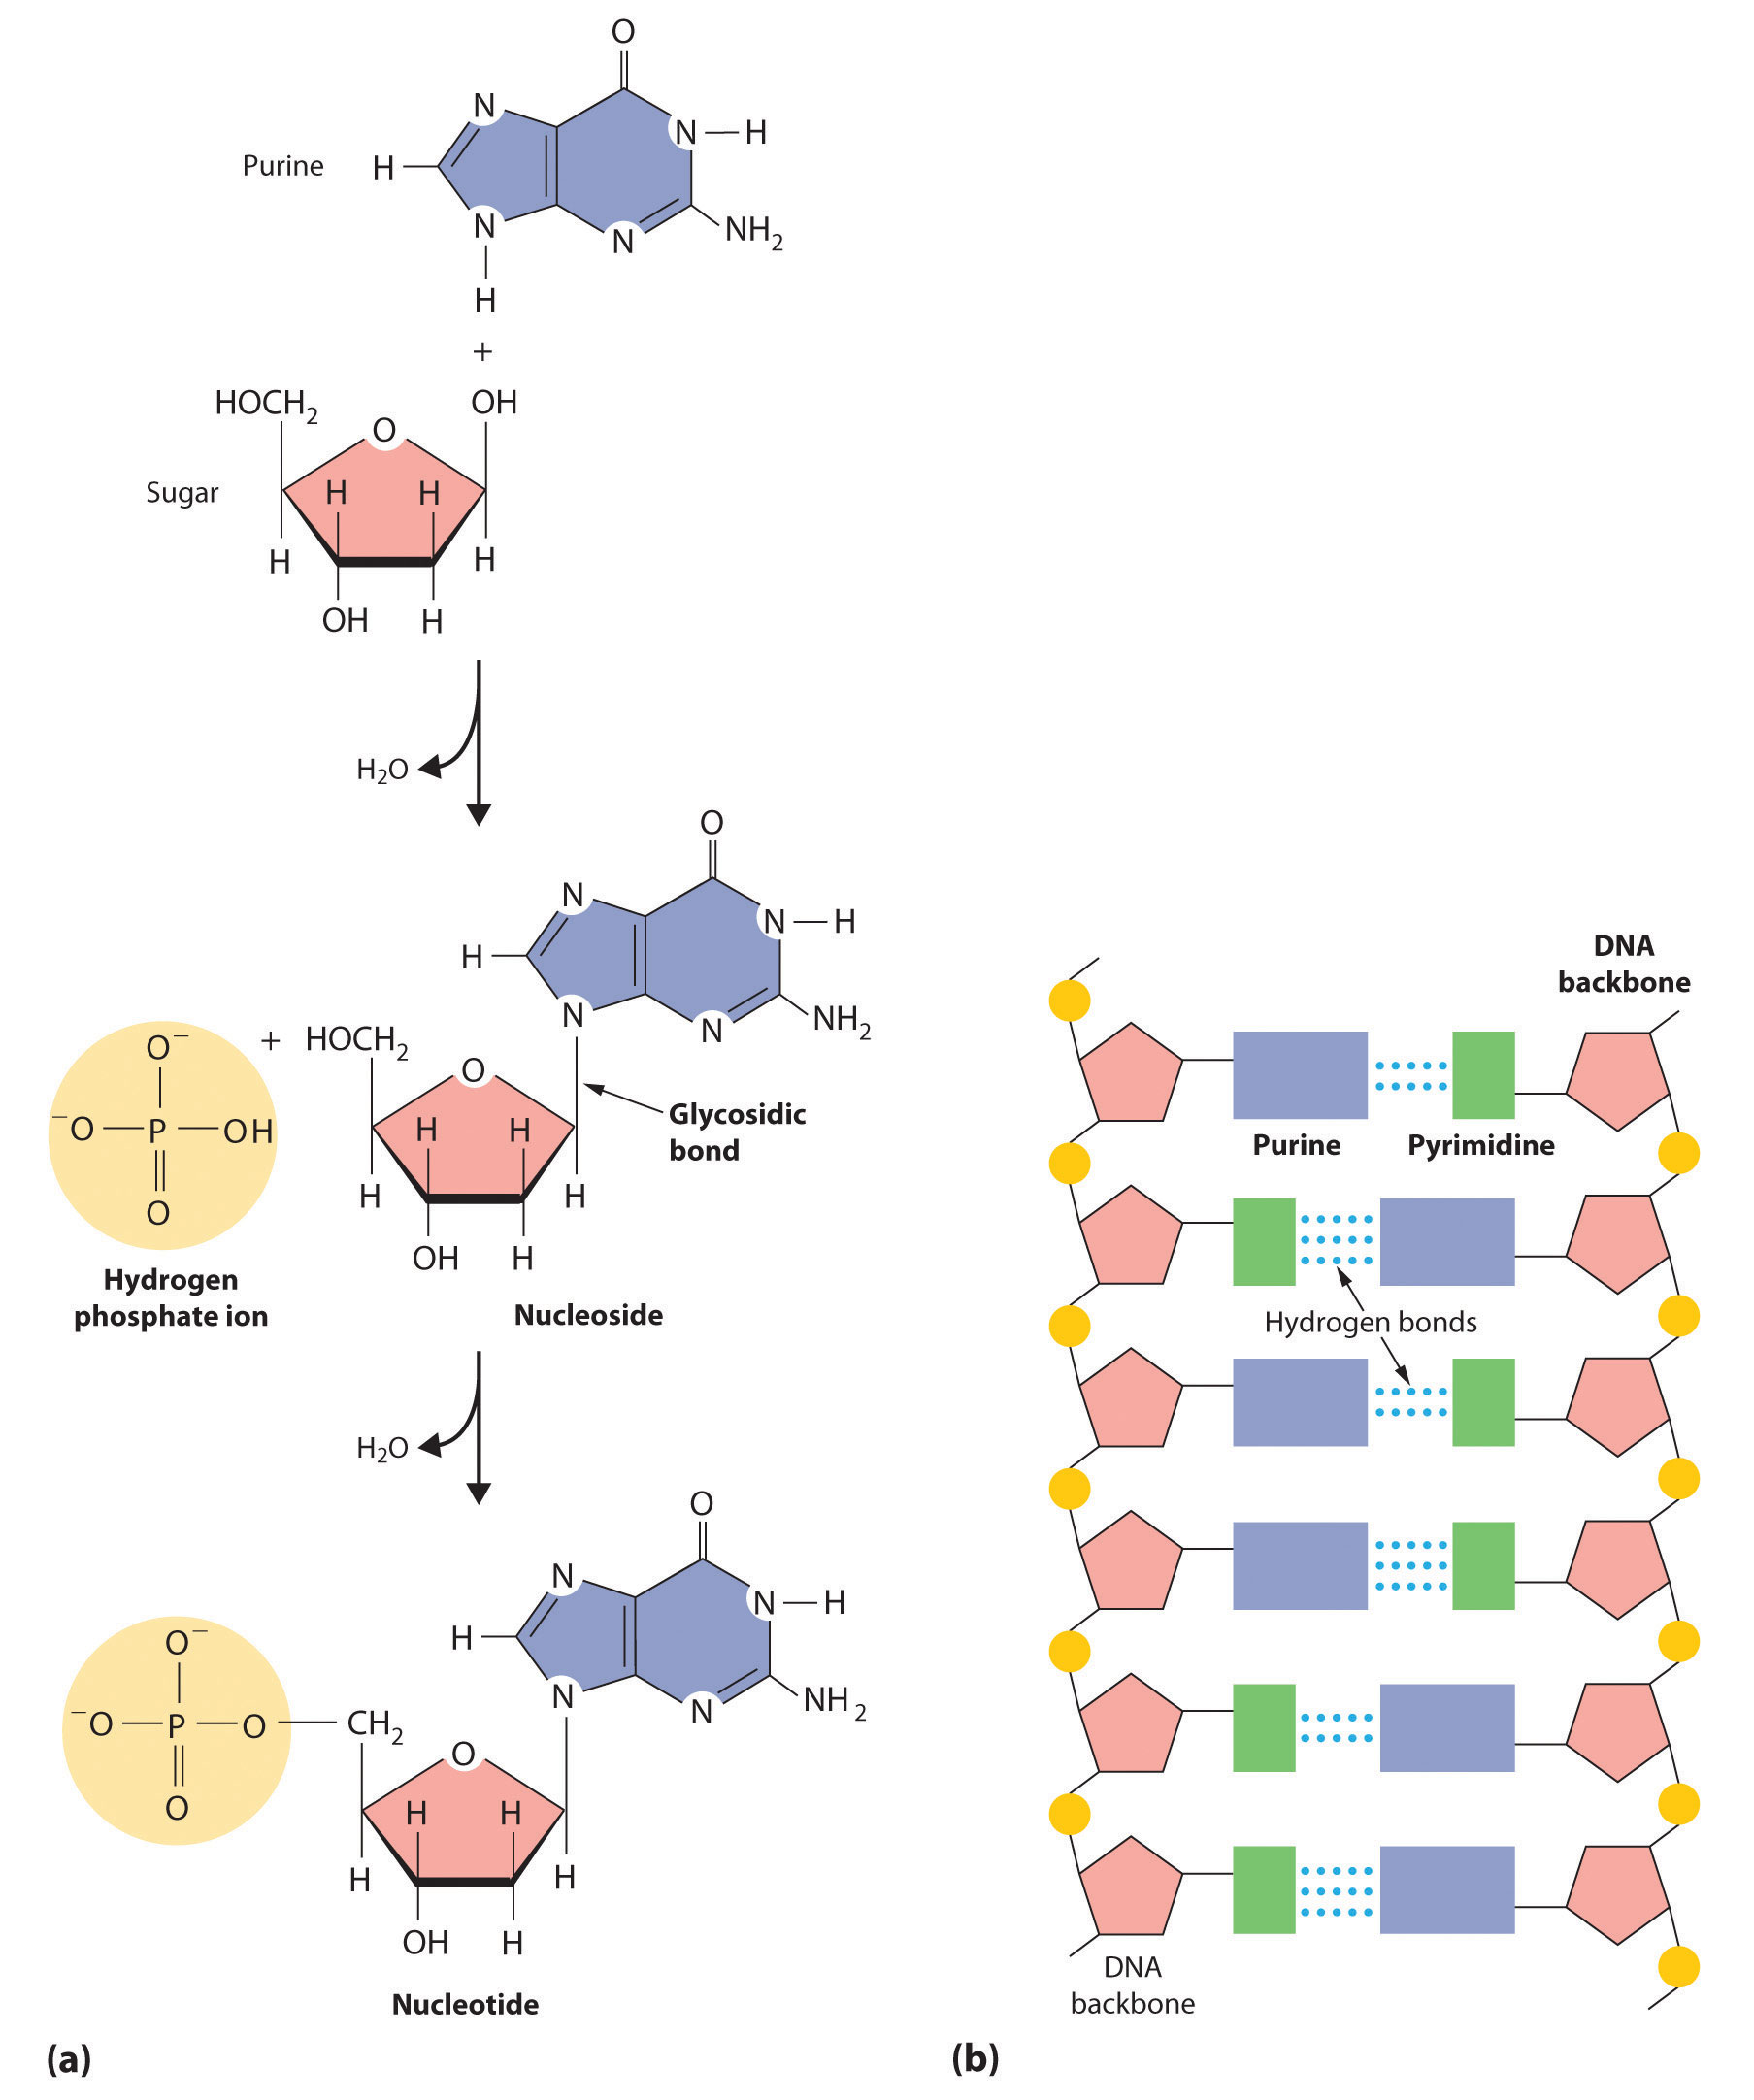 O
N
N—H
Purine
H
N
N
NH₂
H
+
HOCH₂
OH
O
Sugar
H
H
H
H
OH
H
H₂O
O
N
N—H
H
N
N
NH₂
O⁻
+
HOCH₂
O
⁻O—P—OH
O
H
H
Glycosidic
bond
H
H
OH
H
Hydrogen
phosphate ion
Nucleoside
H₂O
O
N
N—H
H
N
N
NH₂
O⁻
⁻O—P—O—CH₂
O
O
H
H
H
H
OH
H
Nucleotide
(a)
DNA
backbone
Purine
Pyrimidine
Hydrogen bonds
DNA
backbone
(b)